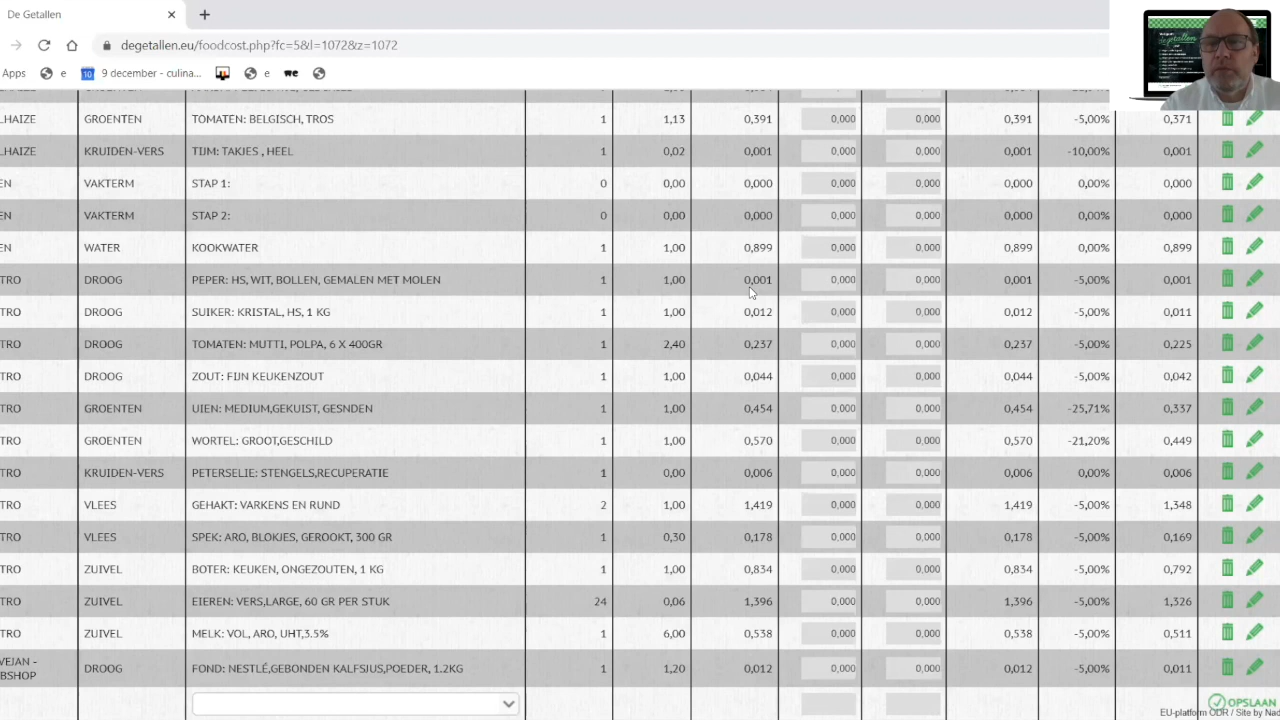 De Getallen
degetallen.eu/foodcost.php?fc=5&f=1072&z=1072
Apps e 10 9 december - culina... e
LHAIZE GROENTEN TOMATEN: BELGISCH, TROS 1 0,391 0,000 0,000 0,391 -5,00% 0,371
LHAIZE KRUIDEN-VERS TIJM: TAKJES , HEEL 1 0,02 0,001 0,000 0,000 0,001 -10,00% 0,001
EN VAKTERM STAP 1: 0 0,00 0,000 0,000 0,000 0,000 0,00% 0,000
EN VAKTERM STAP 2: 0 0,00 0,000 0,000 0,000 0,000 0,00% 0,000
EN WATER KOOKWATER 1 1,00 0,899 0,000 0,000 0,899 0,00% 0,899
TRO DROOG PEPER: HS, WIT, BOLLEN, GEMALEN MET MOLEN 1 1,00 0,001 0,000 0,000 0,001 -5,00% 0,001
TRO DROOG SUIKER: KRISTAL, HS, 1 KG 1 1,00 0,012 0,000 0,000 0,012 -5,00% 0,011
TRO DROOG TOMATEN: MUTTI, POLPA, 6 X 400GR 1 2,40 0,237 0,000 0,000 0,237 -5,00% 0,225
TRO DROOG ZOUT: FIJN KEUKENZOUT 1 1,00 0,044 0,000 0,000 0,044 -5,00% 0,042
TRO GROENTEN UIEN: MEDIUM,GEKUIST, GESNDEN 1 1,00 0,454 0,000 0,000 0,454 -25,71% 0,337
TRO GROENTEN WORTEL: GROOT,GESCHILD 1 1,00 0,570 0,000 0,000 0,570 -21,20% 0,449
TRO KRUIDEN-VERS PETERSELIE: STENGELS,RECUPERATIE 1 0,00 0,006 0,000 0,000 0,006 0,00% 0,006
TRO VLEES GEHAKT: VARKENS EN RUND 2 1,00 1,419 0,000 0,000 1,419 -5,00% 1,348
TRO VLEES SPEK: ARO, BLOKJES, GEROOKT, 300 GR 1 0,30 0,178 0,000 0,000 0,178 -5,00% 0,169
TRO ZUIVEL BOTER: KEUKEN, ONGEZOUTEN, 1 KG 1 1,00 0,834 0,000 0,000 0,834 -5,00% 0,792
TRO ZUIVEL EIEREN: VERS,LARGE, 60 GR PER STUK 24 0,06 1,396 0,000 0,000 1,396 -5,00% 1,326
TRO ZUIVEL MELK: VOL, ARO, UHT,3.5% 1 6,00 0,538 0,000 0,000 0,538 -5,00% 0,511
VEJAN -
BSHOP DROOG FOND: NESTLÉ,GEBONDEN KALFSJUS,POEDER, 1.2KG 1 1,20 0,012 0,000 0,000 0,012 -5,00% 0,011
OPSLAAN
EU-platform ODR / Site by Nad